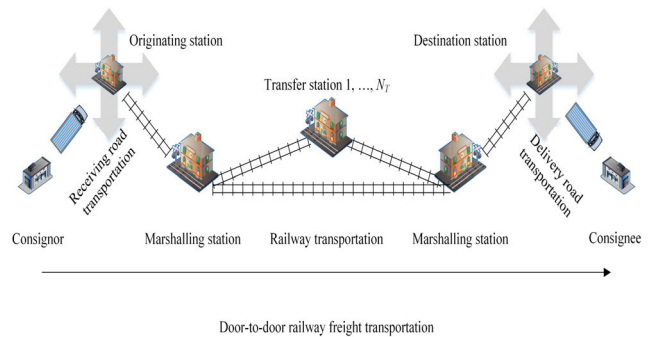 Originating station
Destination station
Transfer station 1, ..., N_T
Receiving road
transportation
Delivery road
transportation
Consignor
Marshalling station
Railway transportation
Marshalling station
Consignee
Door-to-door railway freight transportation